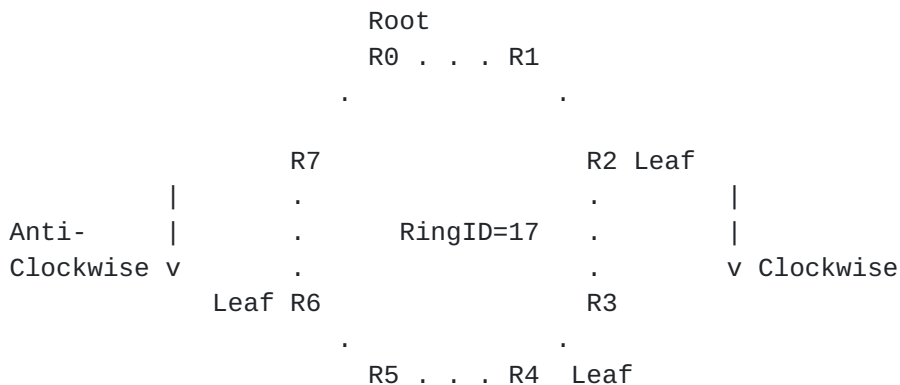 Root
R0 . . . R1
. .
R7 R2 Leaf
| . . |
Anti- | . RingID=17 . |
Clockwise v . . v Clockwise
Leaf R6 R3
. .
R5 . . . R4 Leaf